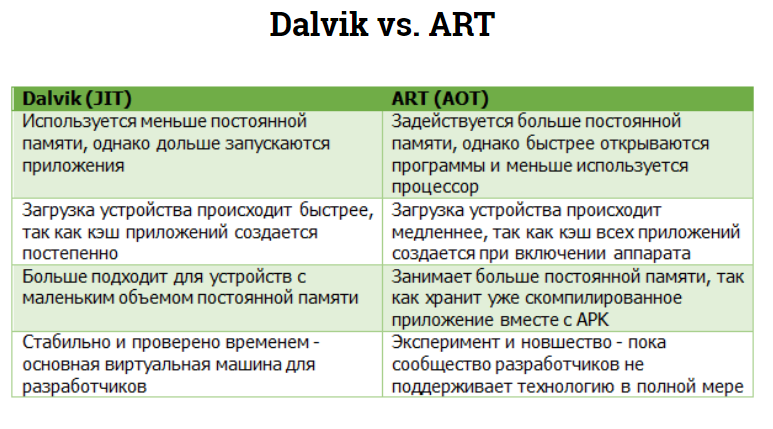 Dalvik vs. ART
Dalvik (JIT)
ART (AOT)
Используется меньше постоянной
памяти, однако дольше запускаются
приложения
Задействуется больше постоянной
памяти, однако быстрее открываются
программы и меньше используется
процессор
Загрузка устройства происходит быстрее,
так как кэш приложений создается
постепенно
Загрузка устройства происходит
медленнее, так как кэш всех приложений
создается при включении аппарата
Больше подходит для устройств с
маленьким объемом постоянной памяти
Занимает больше постоянной памяти, так
как хранит уже скомпилированное
приложение вместе с APK
Стабильно и проверено временем -
основная виртуальная машина для
разработчиков
Эксперимент и новшество - пока
сообщество разработчиков не
поддерживает технологию в полной мере